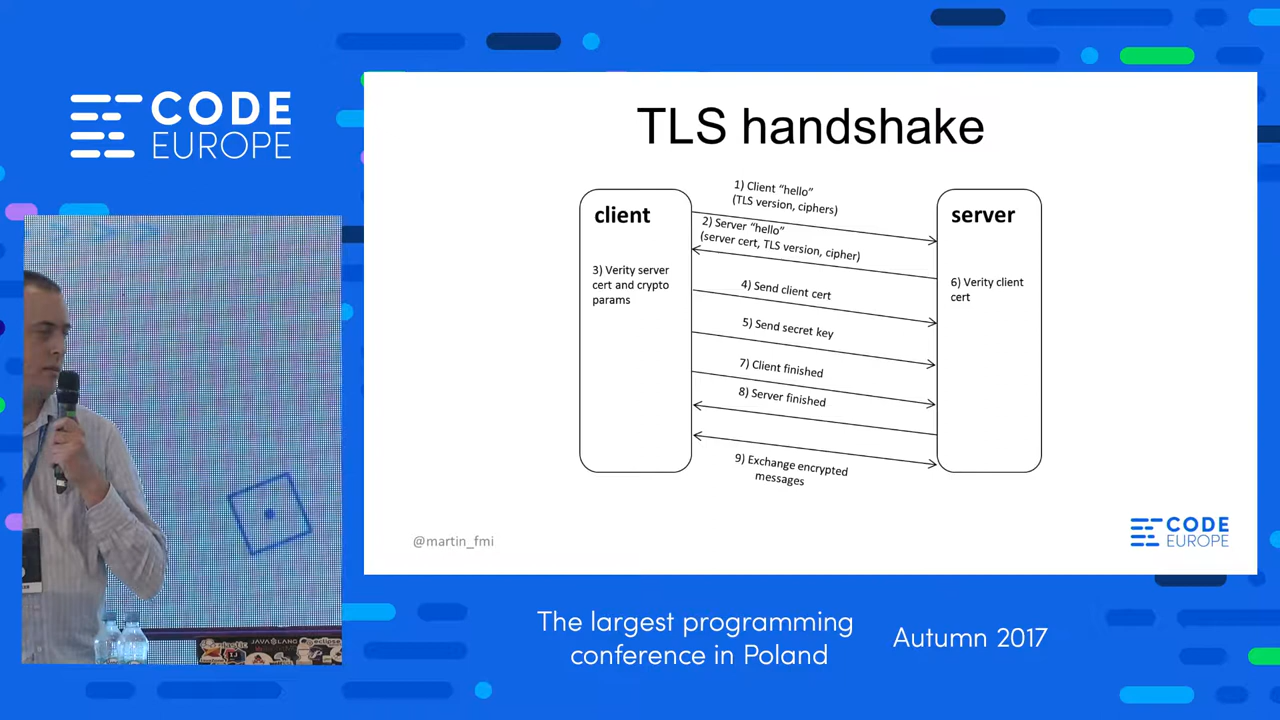 CODE
EUROPE
TLS handshake
client
server
1) Client “hello”
(TLS version, ciphers)
2) Server “hello”
(server cert, TLS version, cipher)
3) Verity server
cert and crypto
params
4) Send client cert
5) Send secret key
6) Verity client
cert
7) Client finished
8) Server finished
9) Exchange encrypted
messages
@martin_fmi
CODE
EUROPE
The largest programming
conference in Poland
Autumn 2017
JAVA
LANG
eclipse